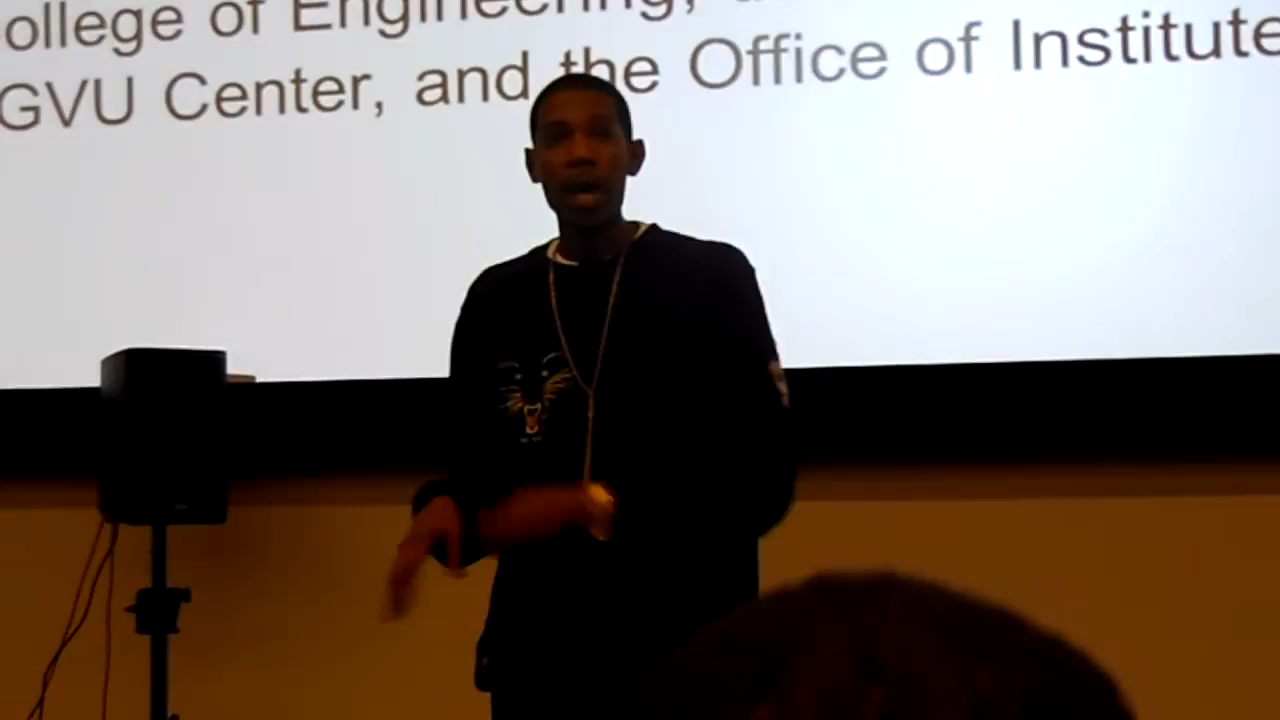 ollege of Engineering,
GVU Center, and the Office of Institute